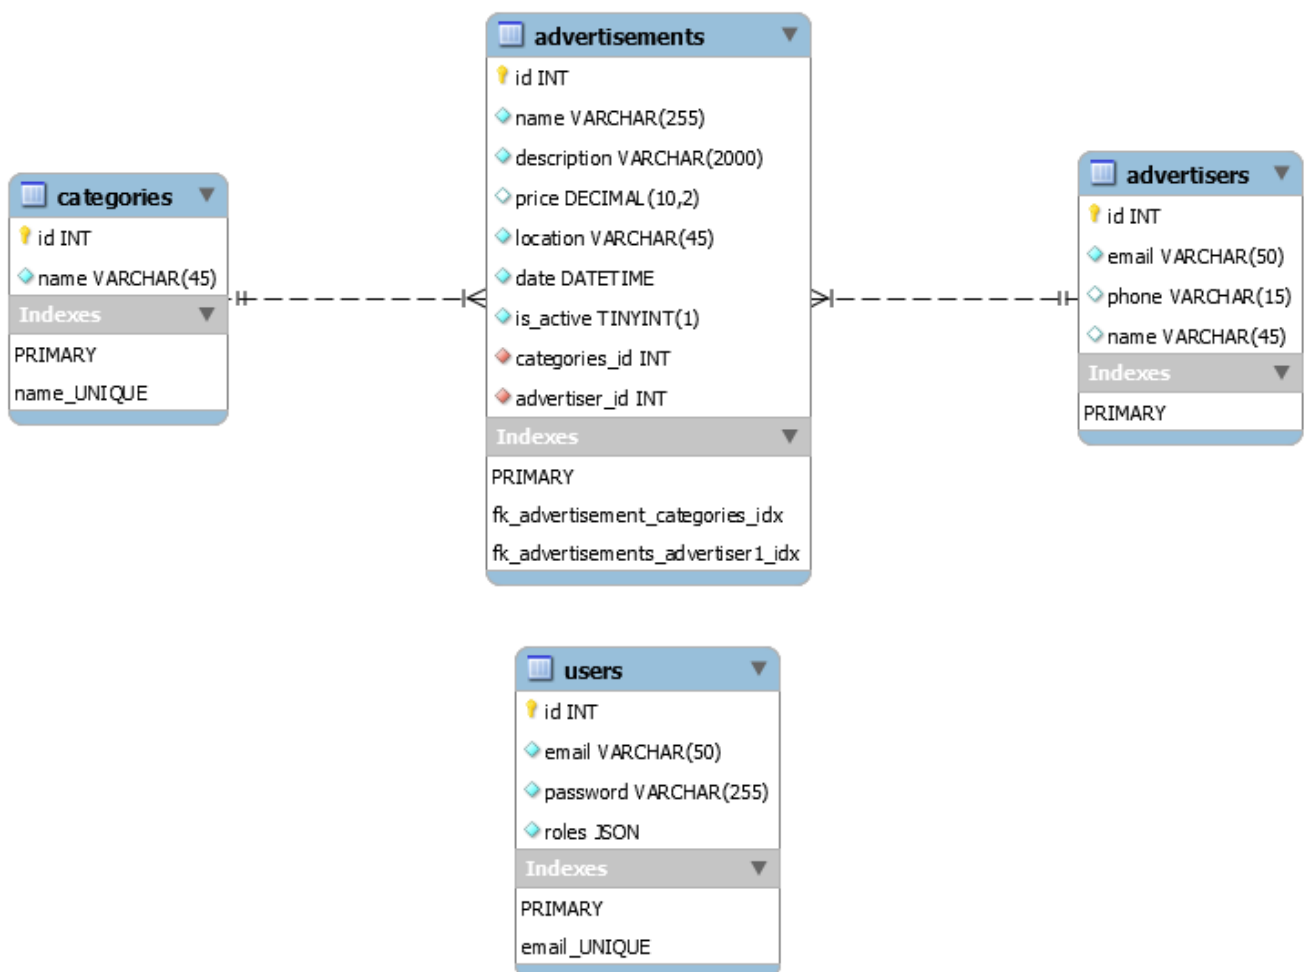 advertisements
id INT
name VARCHAR(255)
description VARCHAR(2000)
price DECIMAL(10,2)
location VARCHAR(45)
date DATETIME
is_active TINYINT(1)
categories_id INT
advertiser_id INT
Indexes
PRIMARY
fk_advertisement_categories_idx
fk_advertisements_advertiser1_idx
categories
id INT
name VARCHAR(45)
Indexes
PRIMARY
name_UNIQUE
advertisers
id INT
email VARCHAR(50)
phone VARCHAR(15)
name VARCHAR(45)
Indexes
PRIMARY
users
id INT
email VARCHAR(50)
password VARCHAR(255)
roles JSON
Indexes
PRIMARY
email_UNIQUE